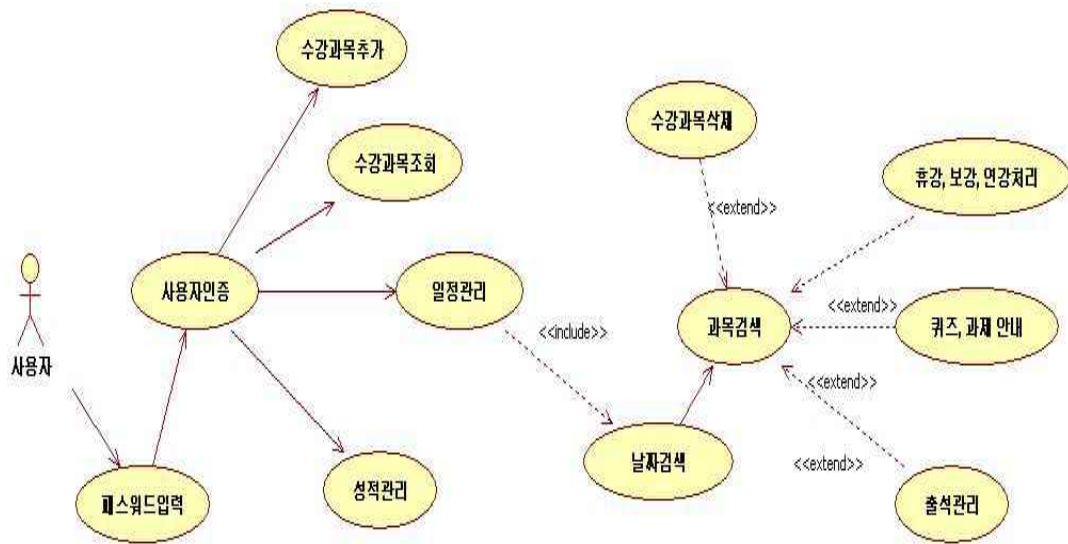 수강과목추가
수강과목삭제
수강과목조회
휴강, 보강, 연강처리
<<extend>>
사용자인증
일정관리
<<extend>>
과목검색
퀴즈, 과제 안내
<<include>>
사용자
<<extend>>
날짜검색
<<extend>>
패스워드입력
성적관리
출석관리